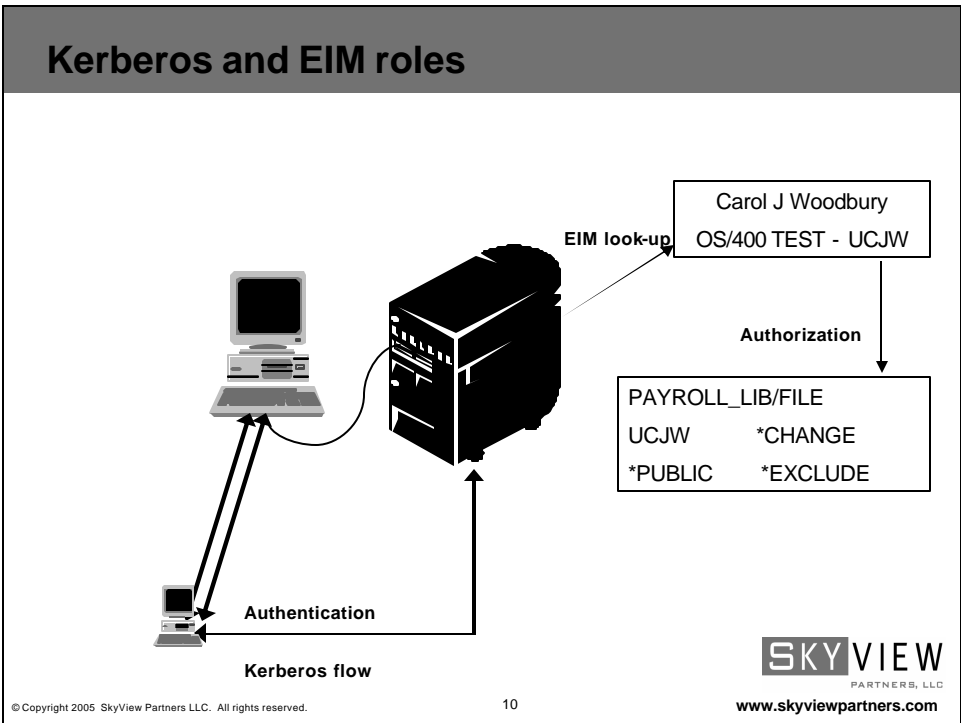 Kerberos and EIM roles
EIM look-up
Carol J Woodbury
OS/400 TEST - UCJW
Authorization
PAYROLL_LIB/FILE
UCJW *CHANGE
*PUBLIC *EXCLUDE
Authentication
Kerberos flow
SKYVIEW
PARTNERS, LLC
© Copyright 2005 SkyView Partners LLC. All rights reserved.
10
www.skyviewpartners.com